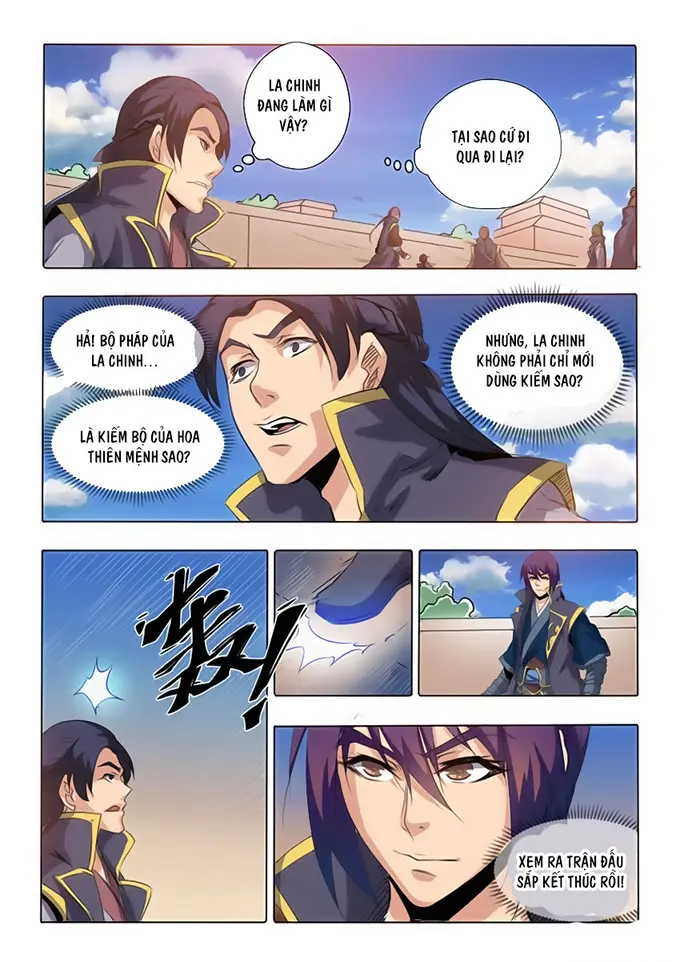 LA CHINH
ĐANG LÀM GÌ
VẬY?
TẠI SAO CỨ ĐI
QUA ĐI LẠI?
HẢ! BỘ PHÁP CỦA
LA CHINH...
NHƯNG, LA CHINH
KHÔNG PHẢI CHỈ MỚI
DÙNG KIẾM SAO?
LÀ KIẾM BỘ CỦA HOA
THIÊN MỆNH SAO?
XEM RA TRẬN ĐẤU
SẮP KẾT THÚC RỒI!